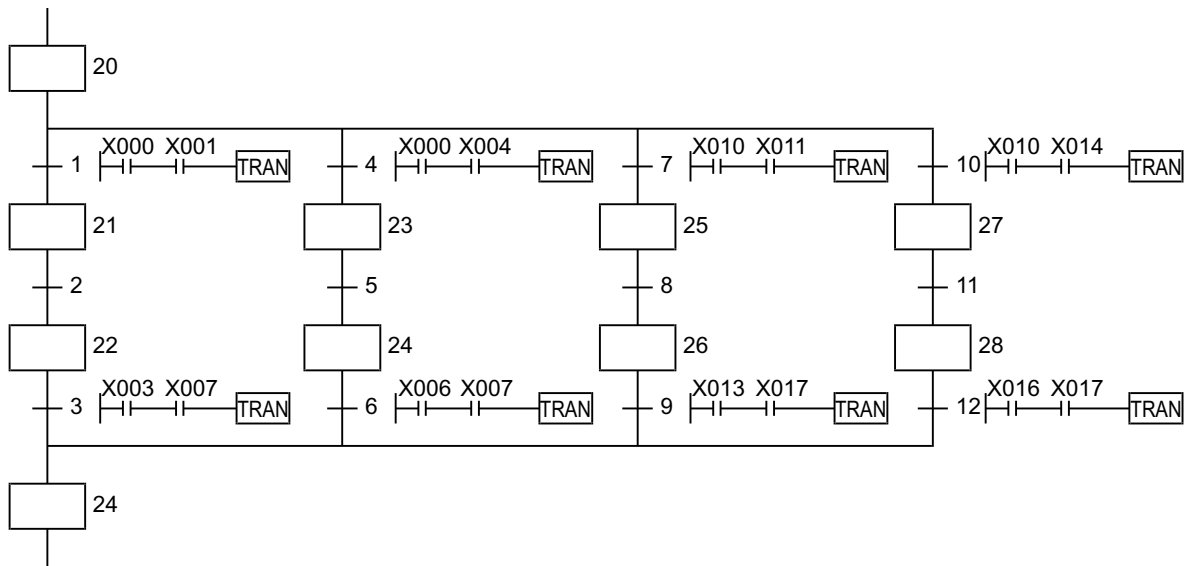 20
X000 X001 X000 X004 X010 X011 X010 X014
1 TRAN 4 TRAN 7 TRAN 10 TRAN
21 23 25 27
2 5 8 11
22 24 26 28
X003 X007 X006 X007 X013 X017 X016 X017
3 TRAN 6 TRAN 9 TRAN 12 TRAN
24